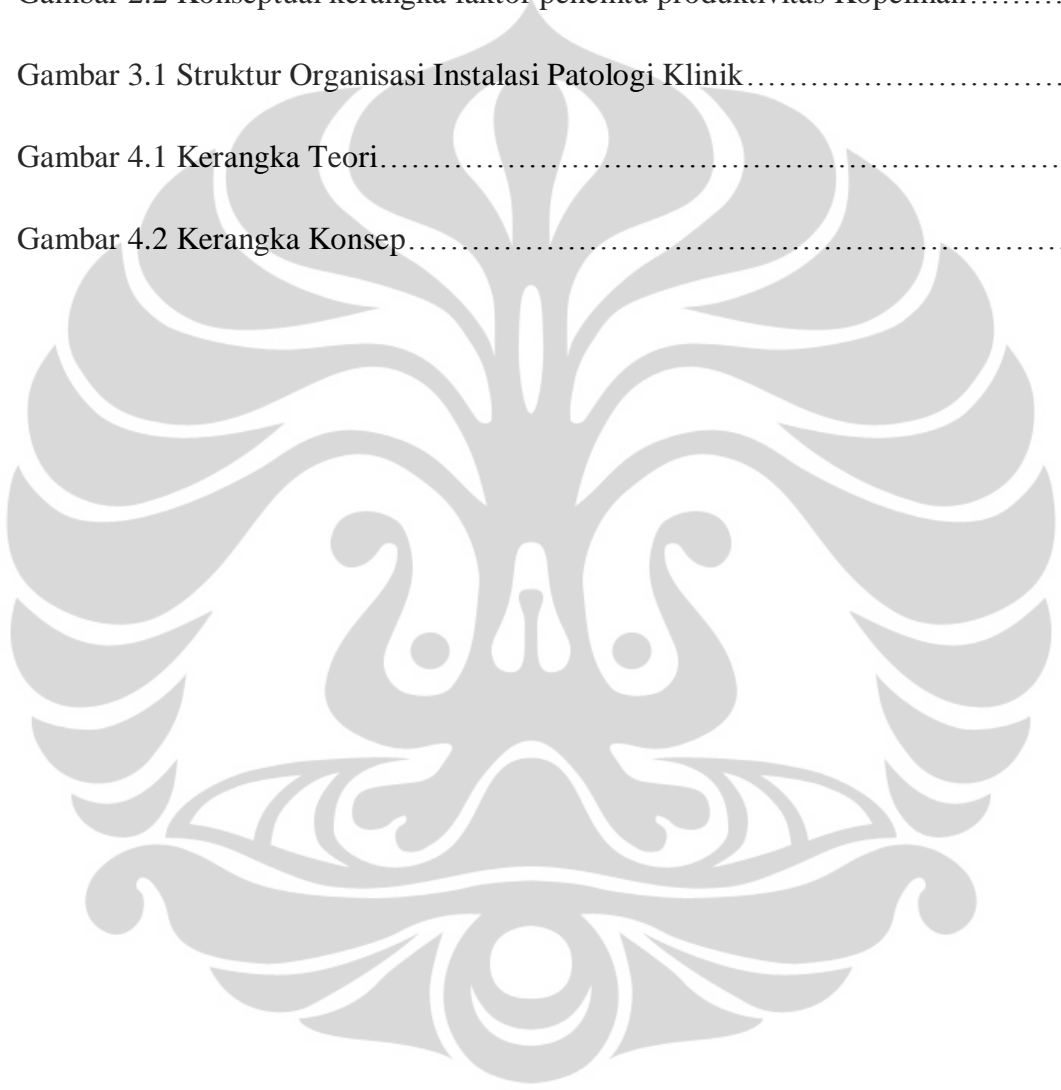 Gambar 2.2 Konseptual kerangka faktor penentu produktivitas Kopelman………
Gambar 3.1 Struktur Organisasi Instalasi Patologi Klinik…………………………
Gambar 4.1 Kerangka Teori…………………………………………………………
Gambar 4.2 Kerangka Konsep………………………………………………………